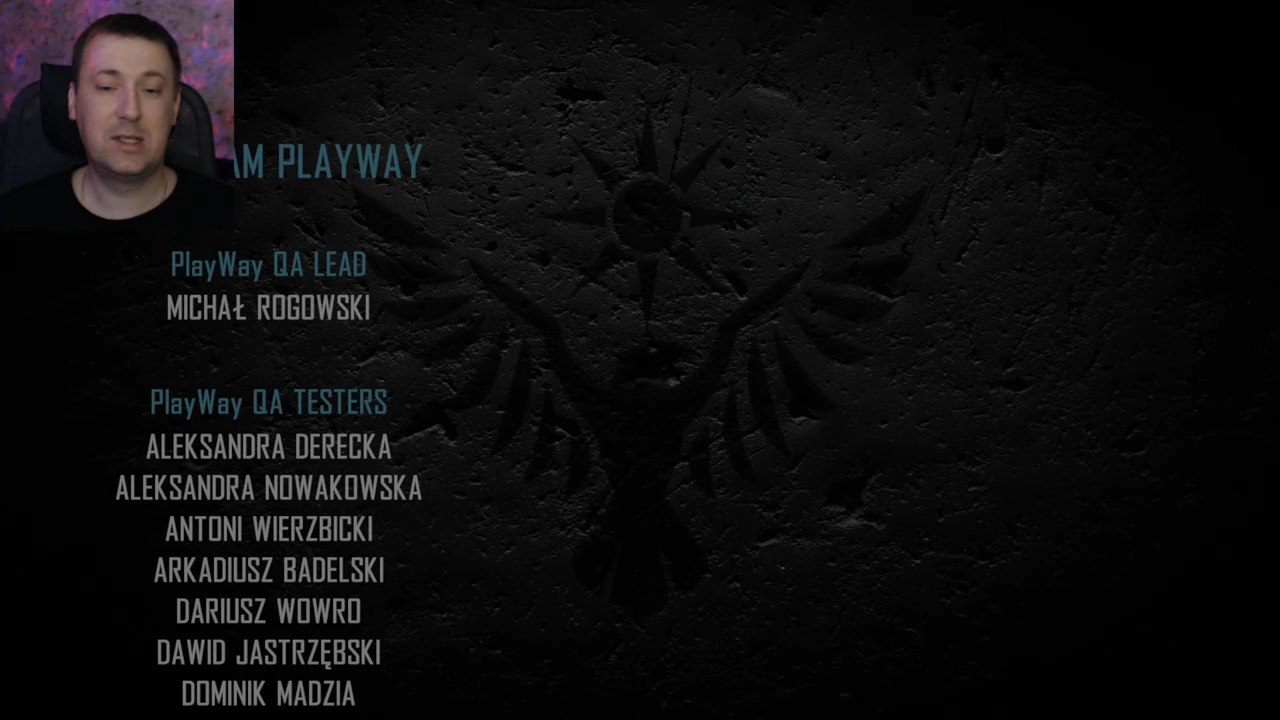 AM PLAYWAY
PlayWay QA LEAD
MICHAŁ ROGOWSKI
PlayWay QA TESTERS
ALEKSANDRA DERECKA
ALEKSANDRA NOWAKOWSKA
ANTONI WIERZBICKI
ARKADIUSZ BADELSKI
DARIUSZ WOWRO
DAWID JASTRZĘBSKI
DOMINIK MADZIA